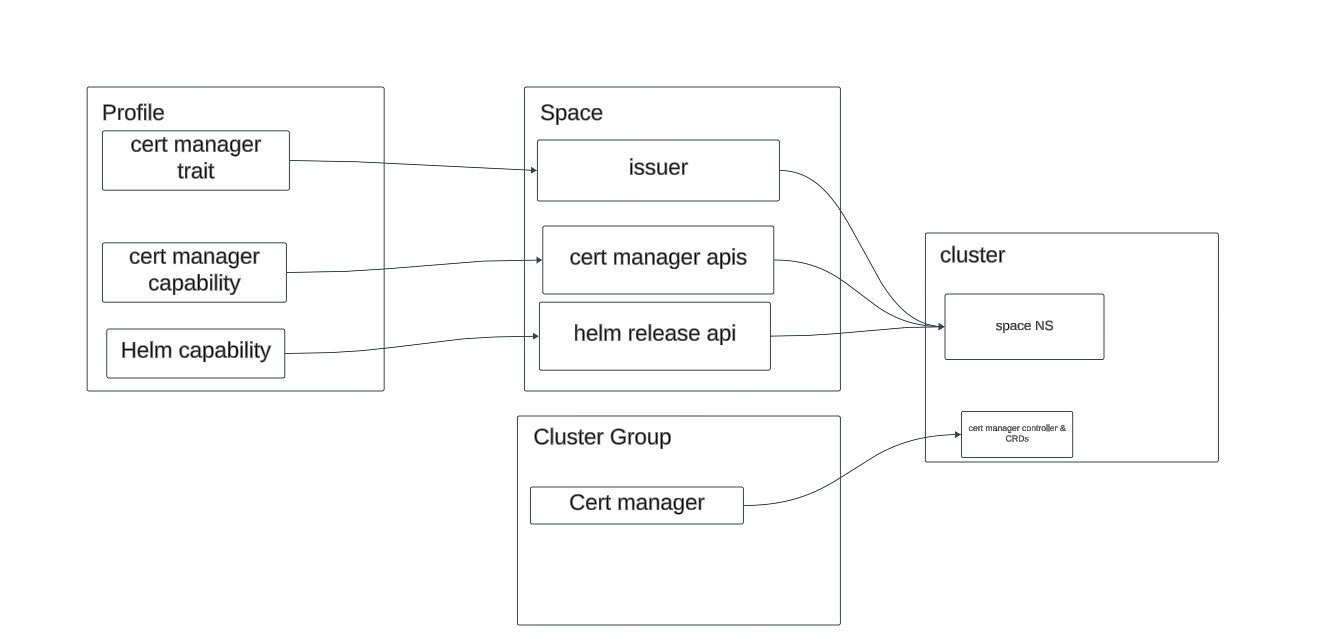 Profile
cert manager
trait
cert manager
capability
Helm capability
Space
issuer
cert manager apis
helm release api
Cluster Group
Cert manager
cluster
space NS
cert manager controller &
CRDs